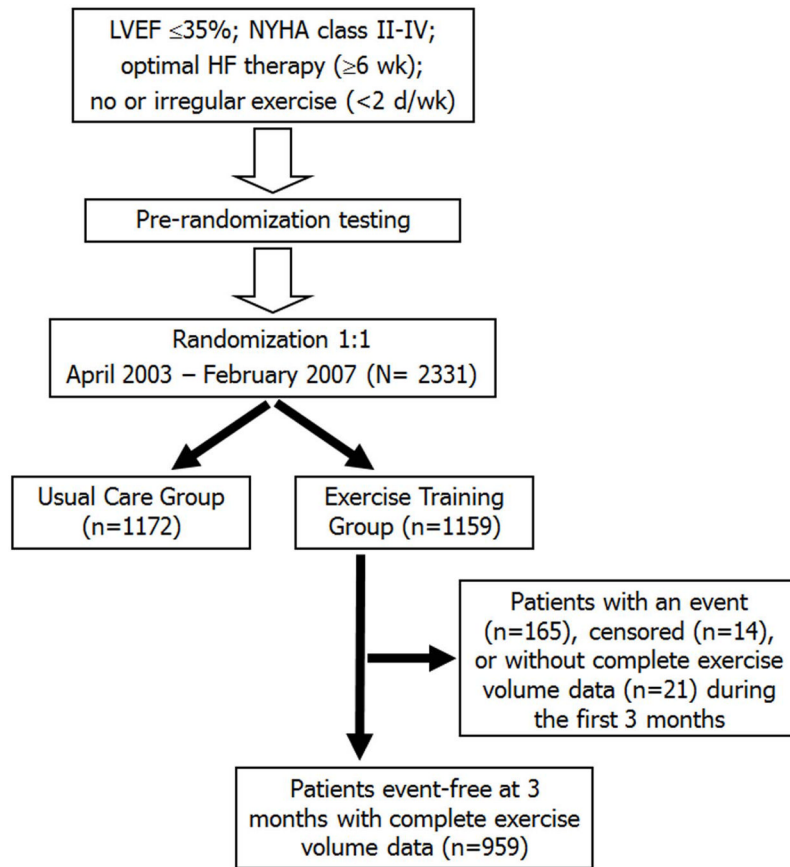 LVEF ≤35%; NYHA class II-IV;
optimal HF therapy (≥6 wk);
no or irregular exercise (<2 d/wk)
Pre-randomization testing
Randomization 1:1
April 2003 – February 2007 (N= 2331)
Usual Care Group
(n=1172)
Exercise Training
Group (n=1159)
Patients with an event
(n=165), censored (n=14),
or without complete exercise
volume data (n=21) during
the first 3 months
Patients event-free at 3
months with complete exercise
volume data (n=959)